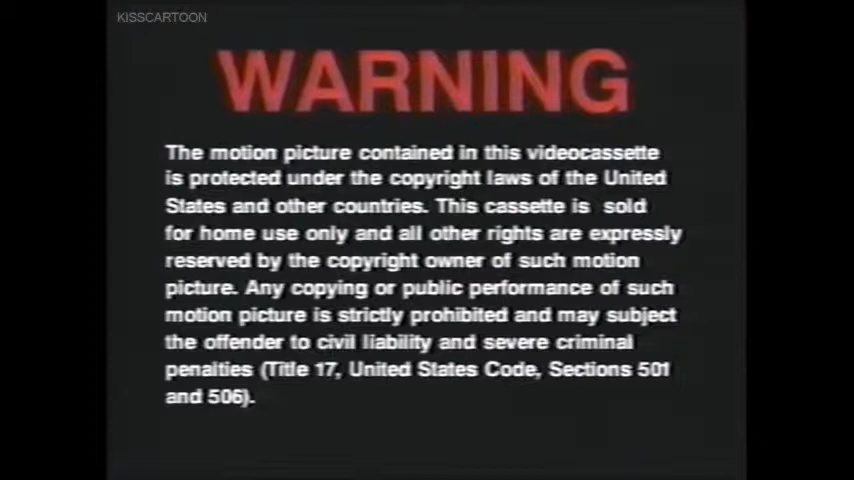 KISSCARTOON
WARNING
The motion picture contained in this videocassette
is protected under the copyright laws of the United
States and other countries. This cassette is sold
for home use only and all other rights are expressly
reserved by the copyright owner of such motion
picture. Any copying or public performance of such
motion picture is strictly prohibited and may subject
the offender to civil liability and severe criminal
penalties (Title 17, United States Code, Sections 501
and 506).